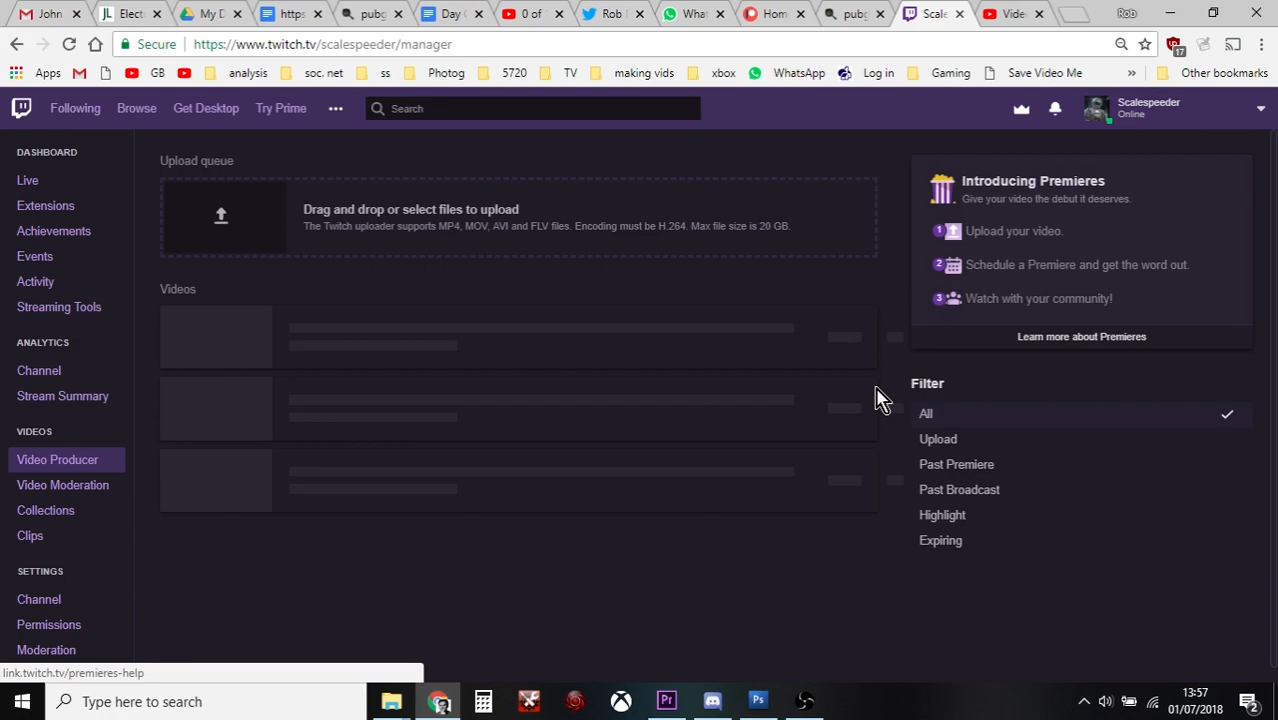 John
Elect
My D
https
pubg
Day C
0 of
Rob
What
Hom
pubg
Scale
Vide
Rob
Secure
https://www.twitch.tv/scalespeeder/manager
17
Apps
GB
analysis
soc. net
ss
Photog
5720
TV
making vids
xbox
WhatsApp
Log in
Gaming
Save Video Me
»
Other bookmarks
Following
Browse
Get Desktop
Try Prime
•••
Search
Scalespeeder
Online
DASHBOARD
Live
Extensions
Achievements
Events
Activity
Streaming Tools
ANALYTICS
Channel
Stream Summary
VIDEOS
Video Producer
Video Moderation
Collections
Clips
SETTINGS
Channel
Permissions
Moderation
Upload queue
Drag and drop or select files to upload
The Twitch uploader supports MP4, MOV, AVI and FLV files. Encoding must be H.264. Max file size is 20 GB.
Videos
Introducing Premieres
Give your video the debut it deserves.
1 Upload your video.
2 Schedule a Premiere and get the word out.
3 Watch with your community!
Learn more about Premieres
Filter
All
Upload
Past Premiere
Past Broadcast
Highlight
Expiring
link.twitch.tv/premieres-help
Type here to search
Pr
Ps
13:57
01/07/2018
2